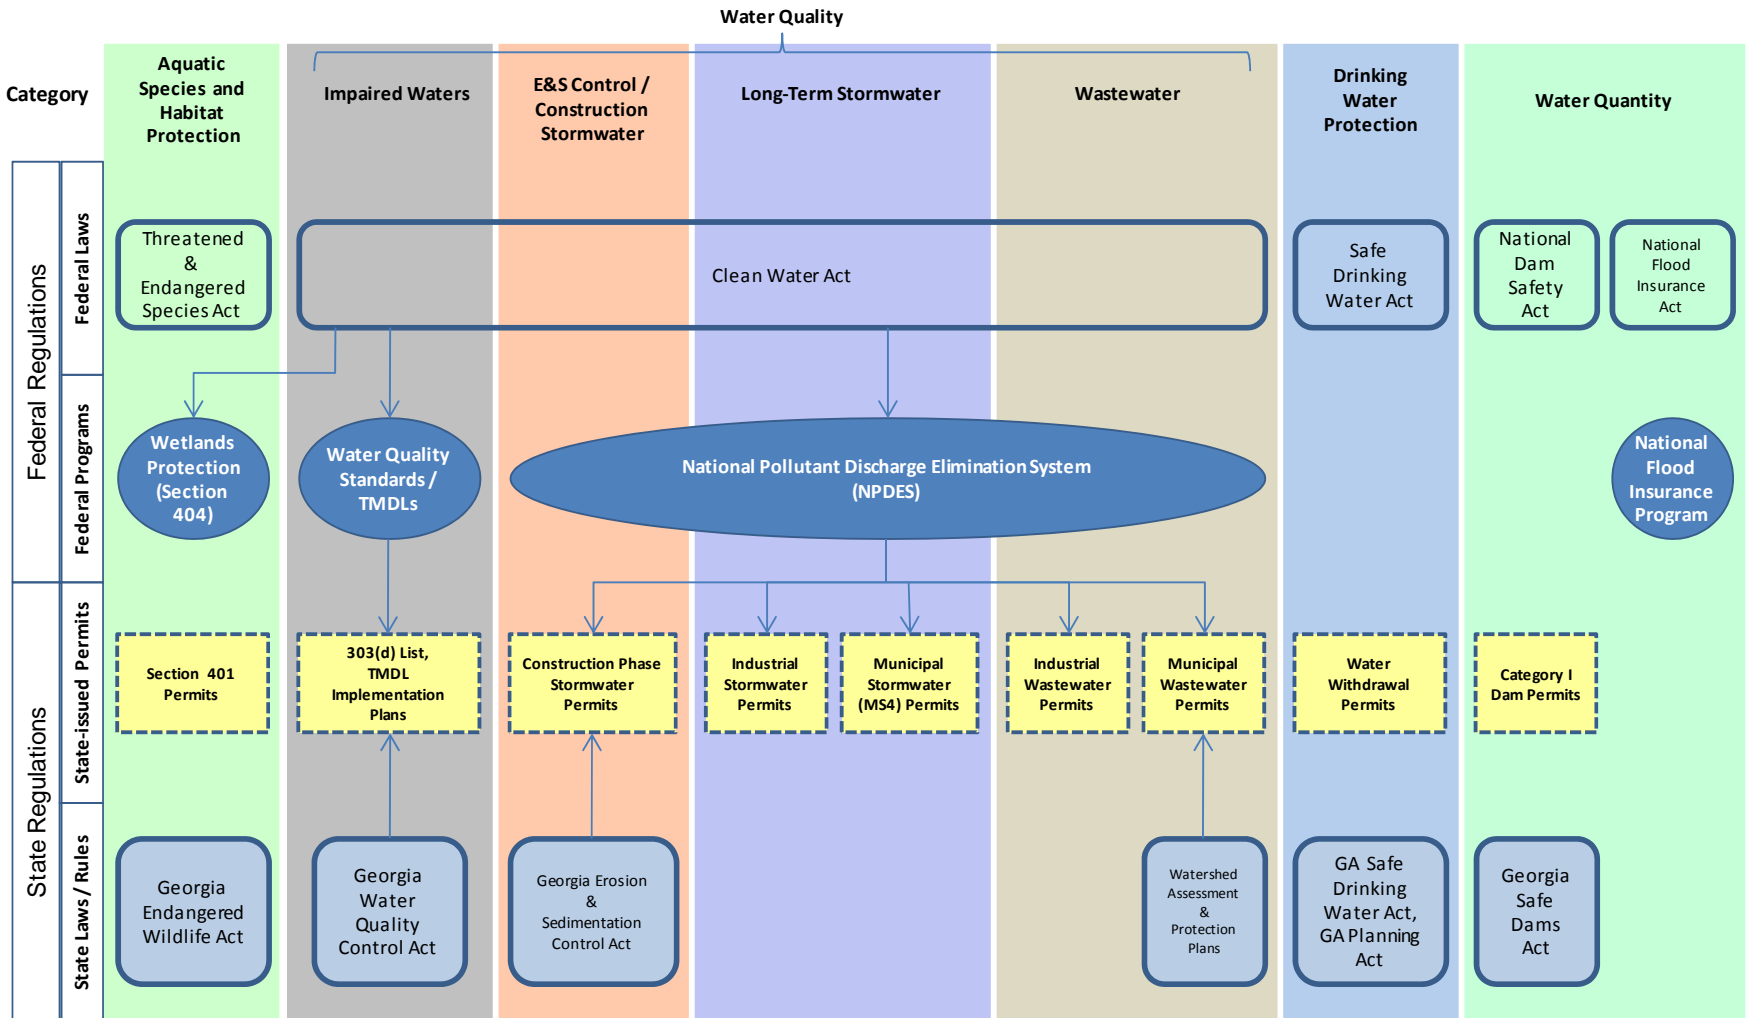 Water Quality
Category
Aquatic
Species and
Habitat
Protection
Impaired Waters
E&S Control /
Construction
Stormwater
Long-Term Stormwater
Wastewater
Drinking
Water
Protection
Water Quantity
Federal Regulations
Federal Laws
Threatened
&
Endangered
Species Act
Clean Water Act
Safe
Drinking
Water Act
National
Dam
Safety
Act
National
Flood
Insurance
Act
Federal Programs
Wetlands
Protection
(Section
404)
Water Quality
Standards /
TMDLs
National Pollutant Discharge Elimination System
(NPDES)
National
Flood
Insurance
Program
State Regulations
State-issued Permits
Section 401
Permits
303(d) List,
TMDL
Implementation
Plans
Construction Phase
Stormwater
Permits
Industrial
Stormwater
Permits
Municipal
Stormwater
(MS4) Permits
Industrial
Wastewater
Permits
Municipal
Wastewater
Permits
Water
Withdrawal
Permits
Category I
Dam Permits
State Laws / Rules
Georgia
Endangered
Wildlife Act
Georgia
Water
Quality
Control Act
Georgia Erosion
&
Sedimentation
Control Act
Watershed
Assessment
&
Protection
Plans
GA Safe
Drinking
Water Act,
GA Planning
Act
Georgia
Safe
Dams
Act